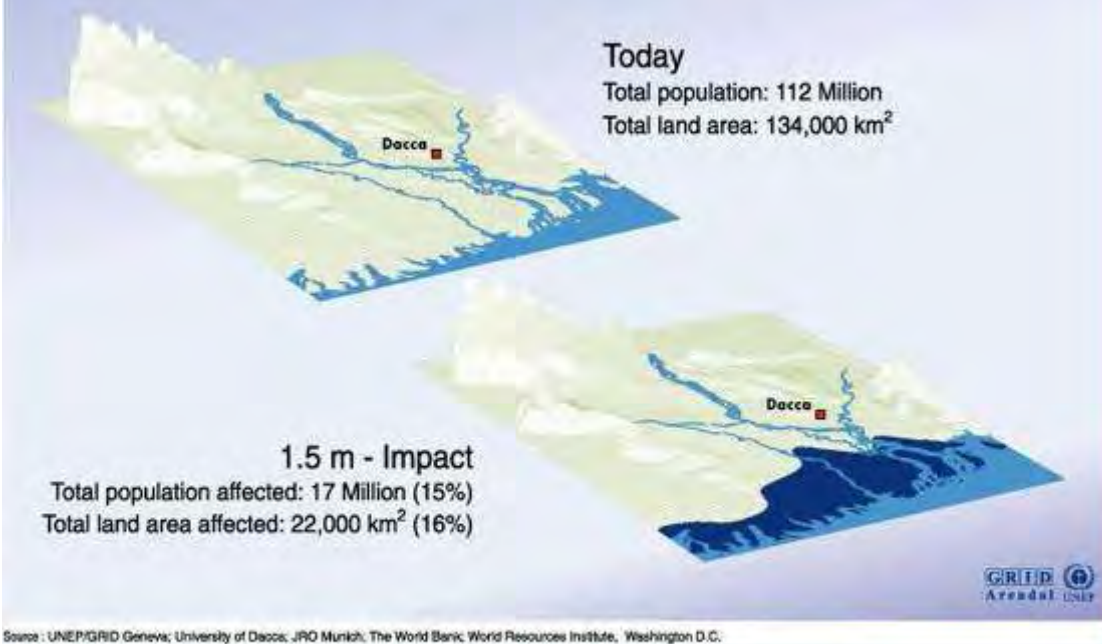 Today
Total population: 112 Million
Total land area: 134,000 km²
Dacca
Dacca
1.5 m - Impact
Total population affected: 17 Million (15%)
Total land area affected: 22,000 km² (16%)
GRID
Arendal UNEP
Source : UNEP/GRID Geneva; University of Dacca; JRO Munich; The World Bank; World Resources Institute, Washington D.C.